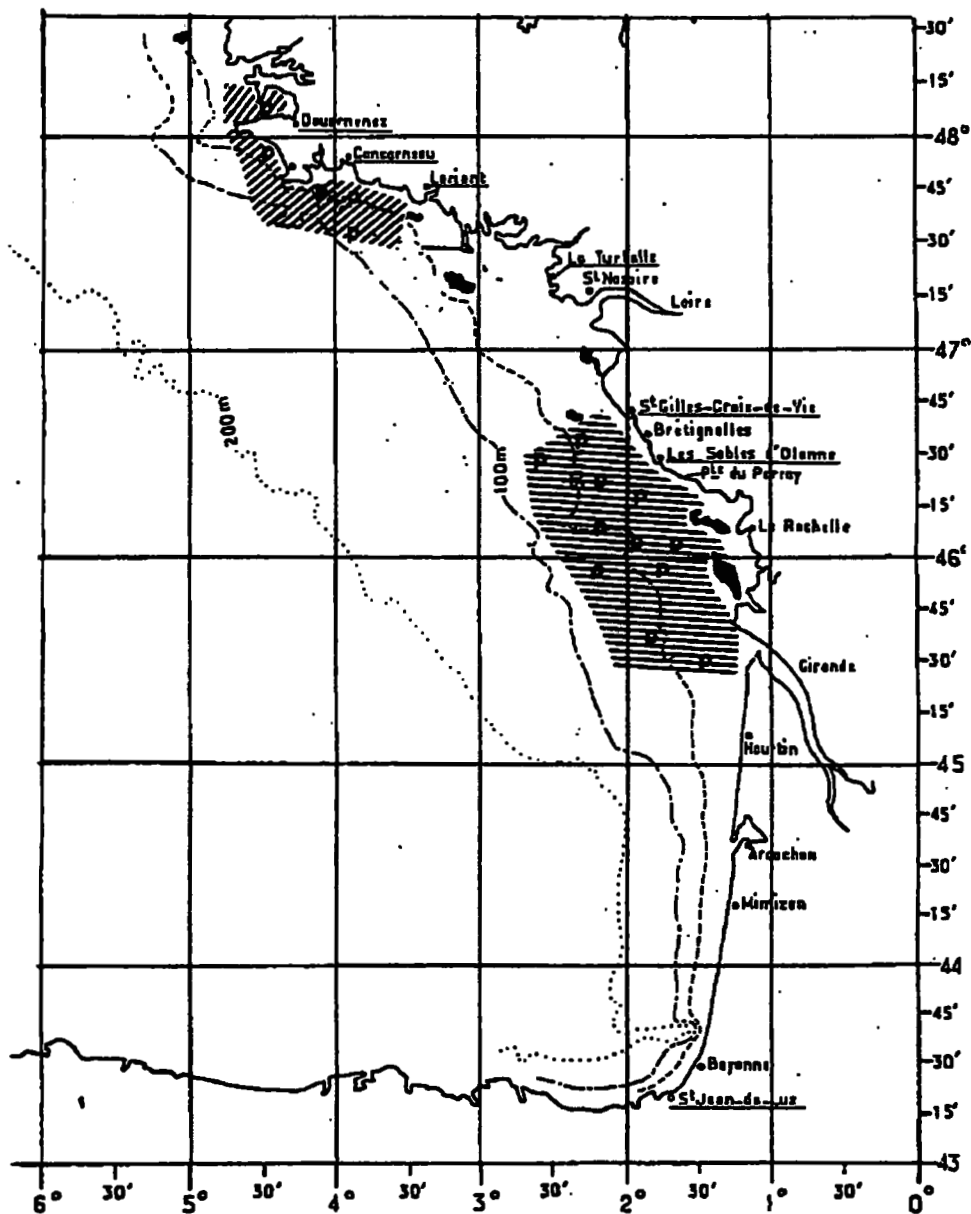 30'
15'
Douarnenez
48°
Concarneau
45'
Lorient
30'
La Turballe
St Nazaire
15'
Loire
47°
45'
St Gilles-Croix-de-Vie
Bretignolles
200m
30'
Les Sables d'Olonne
100m
Pte du Perray
15'
La Rochelle
46°
45'
30'
Gironde
15'
Hourtin
45
45'
Arcachon
30'
15'
Mimizan
44
45'
30'
Bayonne
St Jean-de-Luz
15'
43
6° 30' 5° 30' 4° 30' 3° 30' 2° 30' 1° 30' 0°